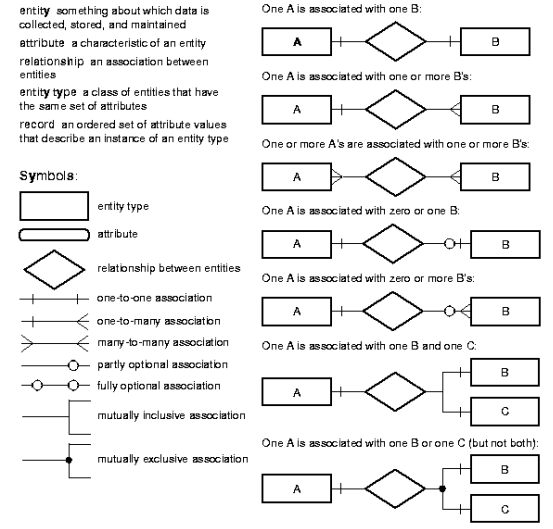 entity  something about which data is
collected, stored, and maintained
attribute  a characteristic of an entity
relationship  an association between
entities
entity type  a class of entities that have
the same set of attributes
record  an ordered set of attribute values
that describe an instance of an entity type
Symbols:
entity type
attribute
relationship between entities
one-to-one association
one-to-many association
many-to-many association
partly optional association
fully optional association
mutually inclusive association
mutually exclusive association
One A is associated with one B:
A
B
One A is associated with one or more B's:
A
B
One or more A's are associated with one or more B's:
A
B
One A is associated with zero or one B:
A
B
One A is associated with zero or more B's:
A
B
One A is associated with one B and one C:
A
B
C
One A is associated with one B or one C (but not both):
A
B
C